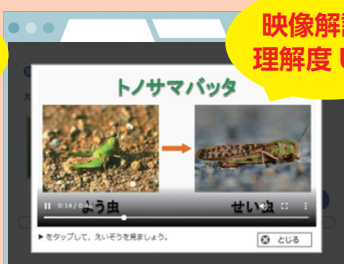 映像解
理解度
トノサマバッタ
よう虫
せい虫
0:14 / 0:
▶ をタップして、えいぞうを見ましょう。
とじる